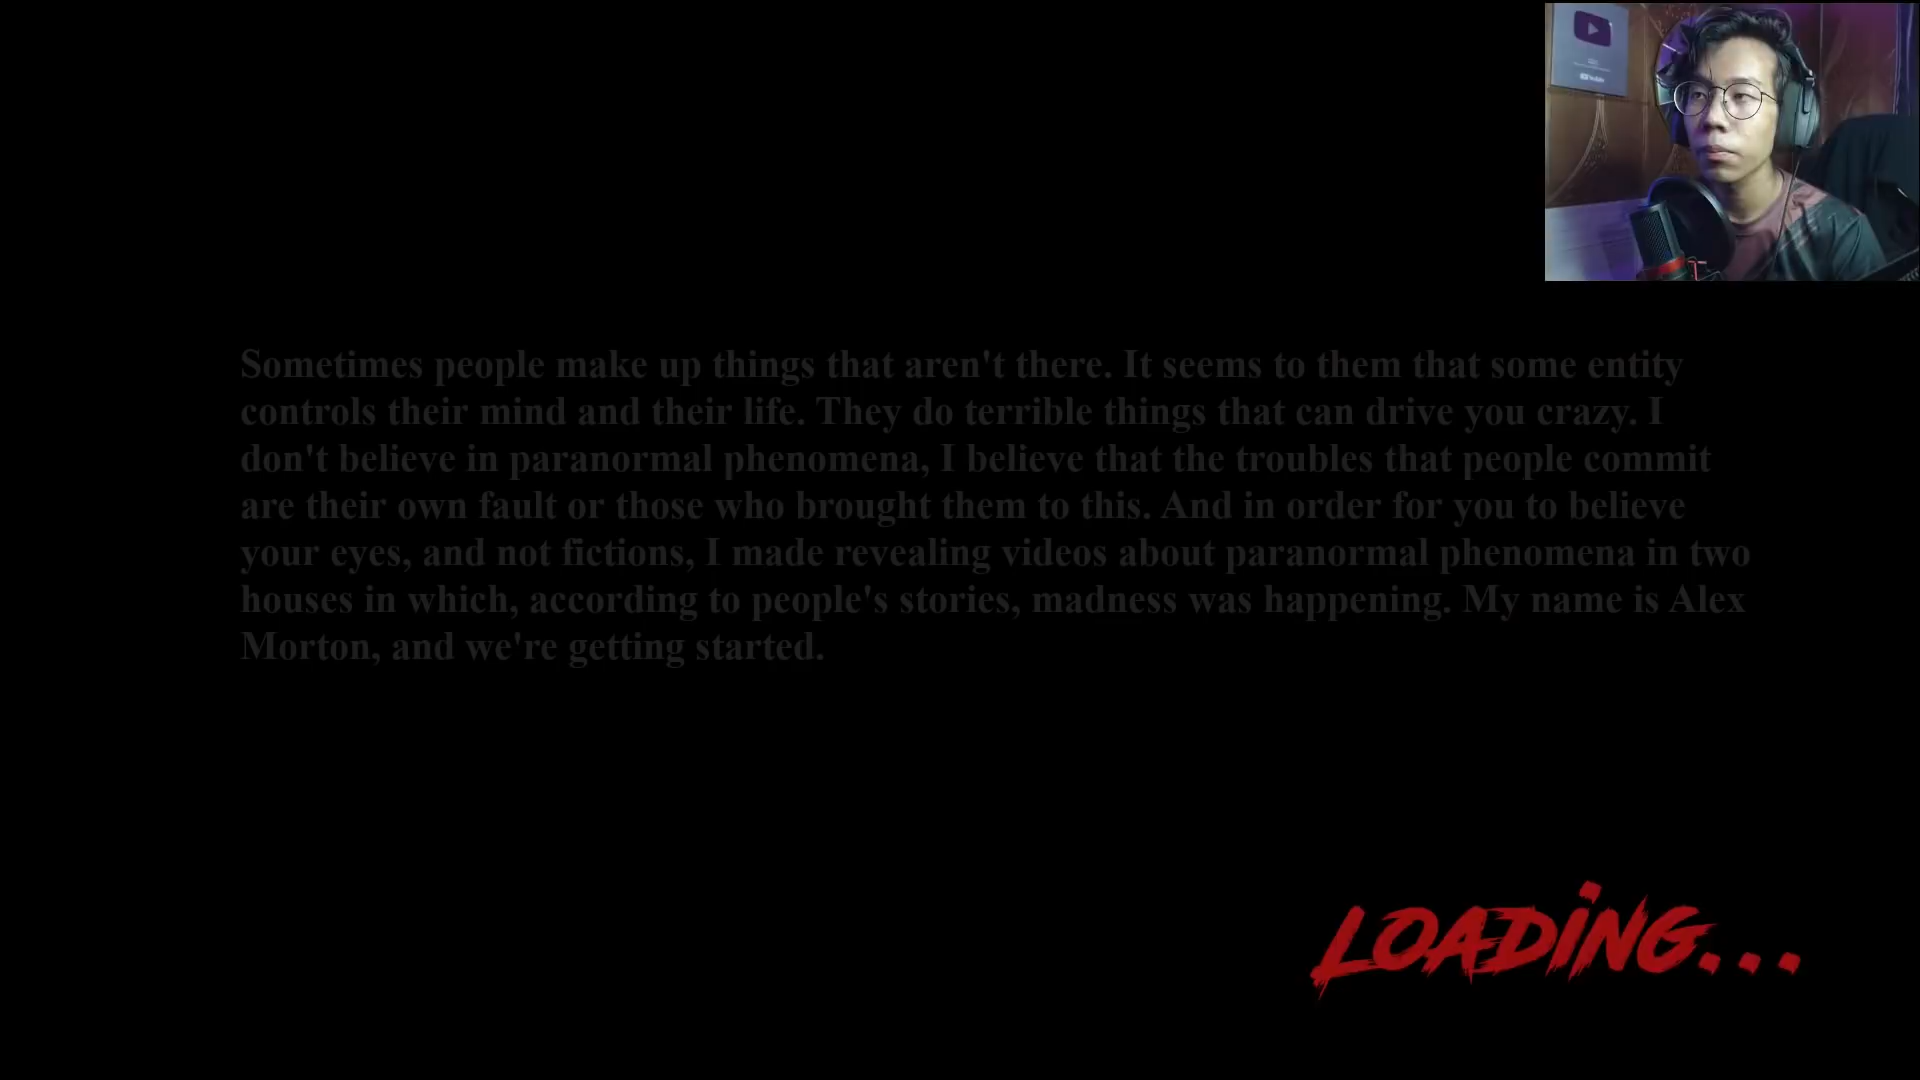 Sometimes people make up things that aren't there. It seems to them that some entity
controls their mind and their life. They do terrible things that can drive you crazy. I
don't believe in paranormal phenomena, I believe that the troubles that people commit
are their own fault or those who brought them to this. And in order for you to believe
your eyes, and not fictions, I made revealing videos about paranormal phenomena in two
houses in which, according to people's stories, madness was happening. My name is Alex
Morton, and we're getting started.
LOADING...